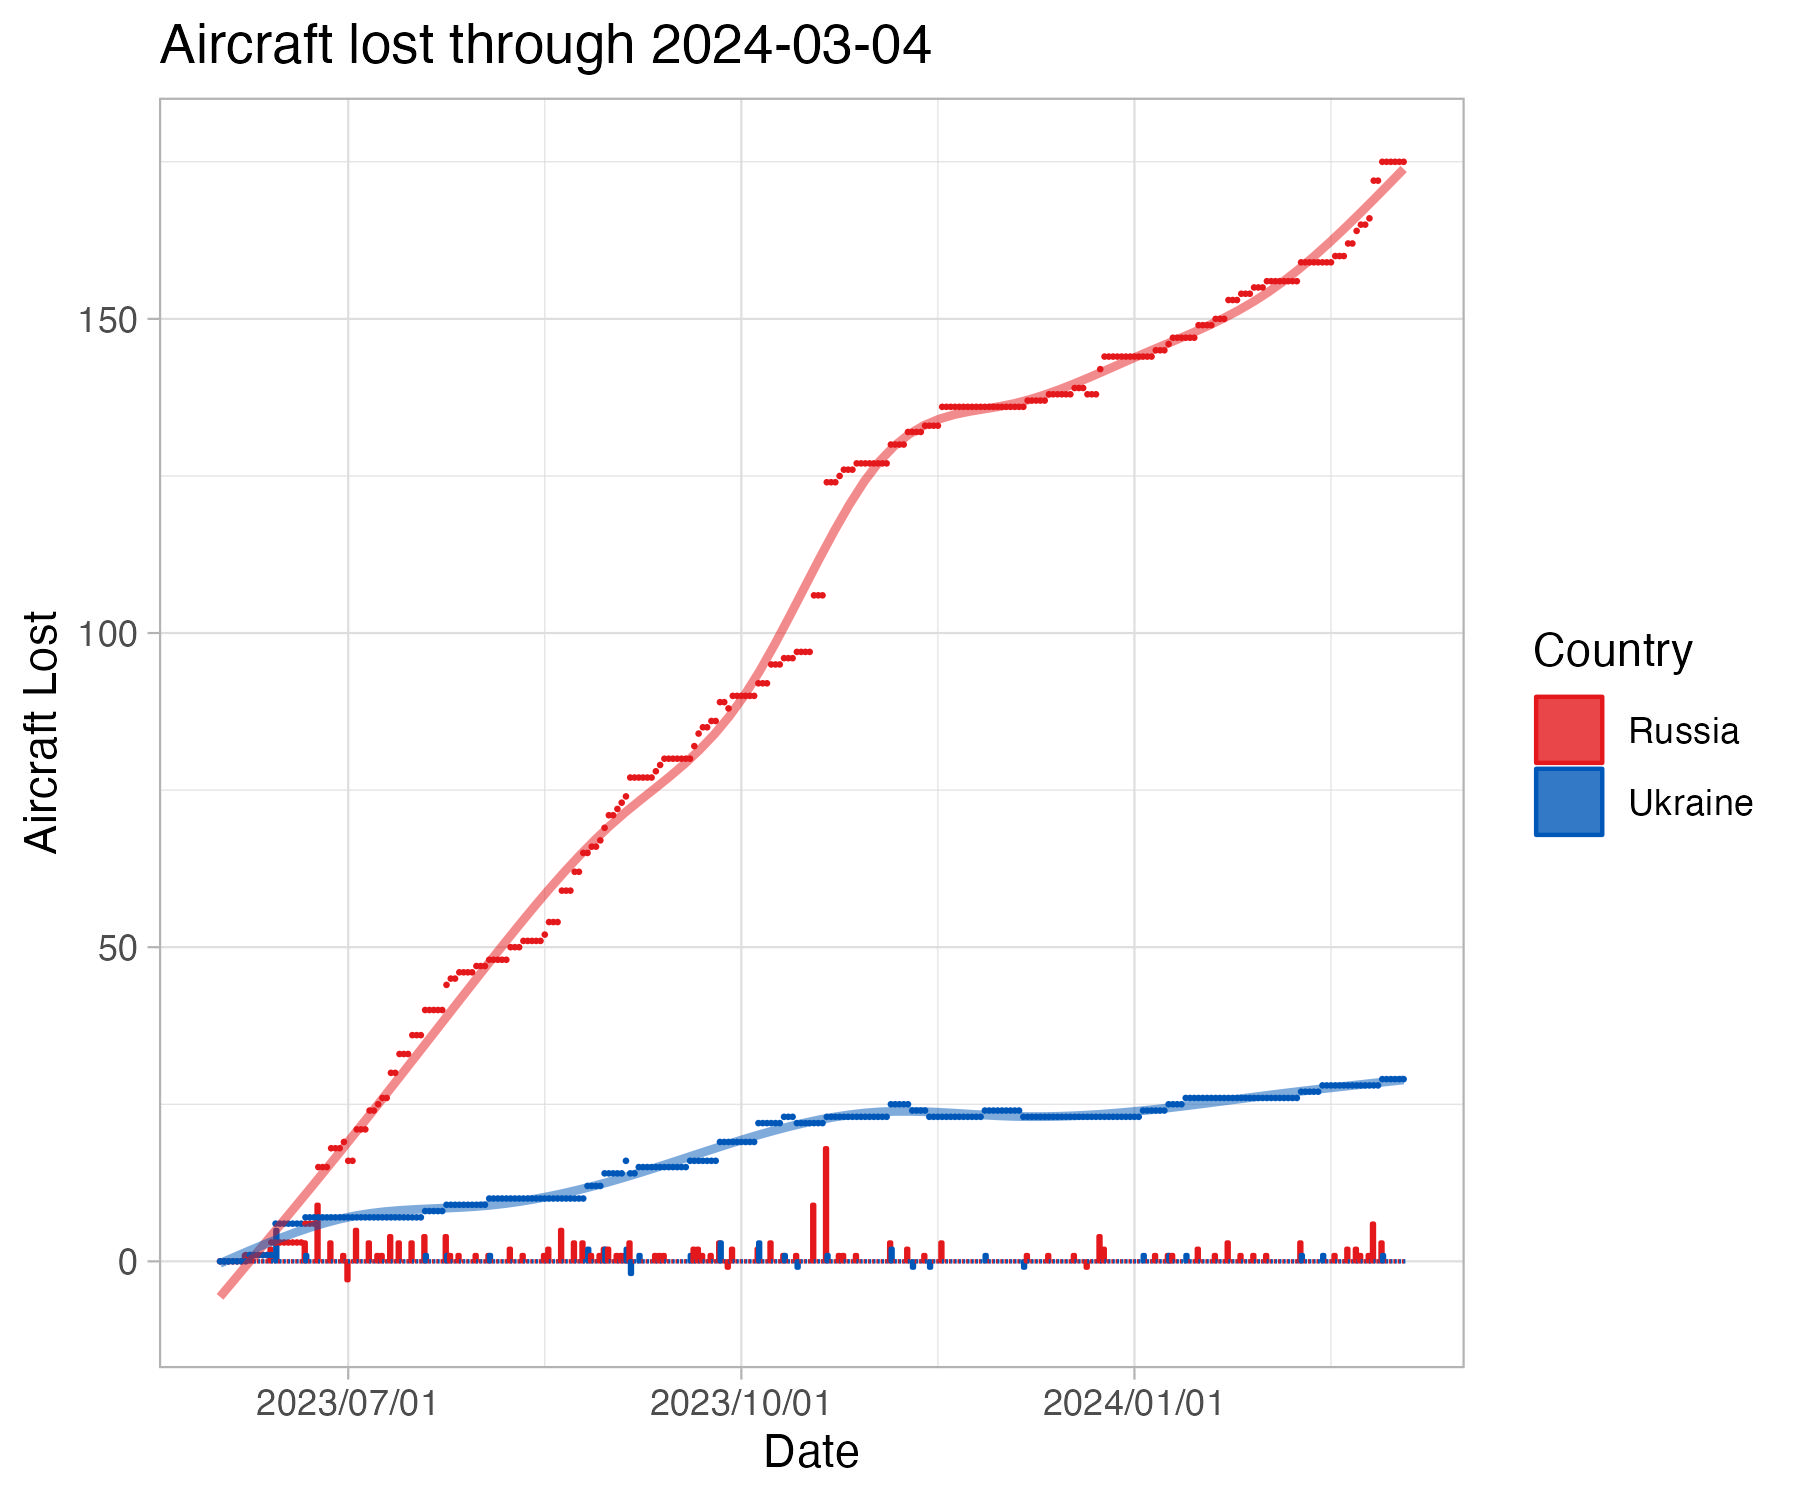 Aircraft lost through 2024-03-04
Aircraft Lost
150
100
50
0
2023/07/01
2023/10/01
2024/01/01
Date
Country
Russia
Ukraine